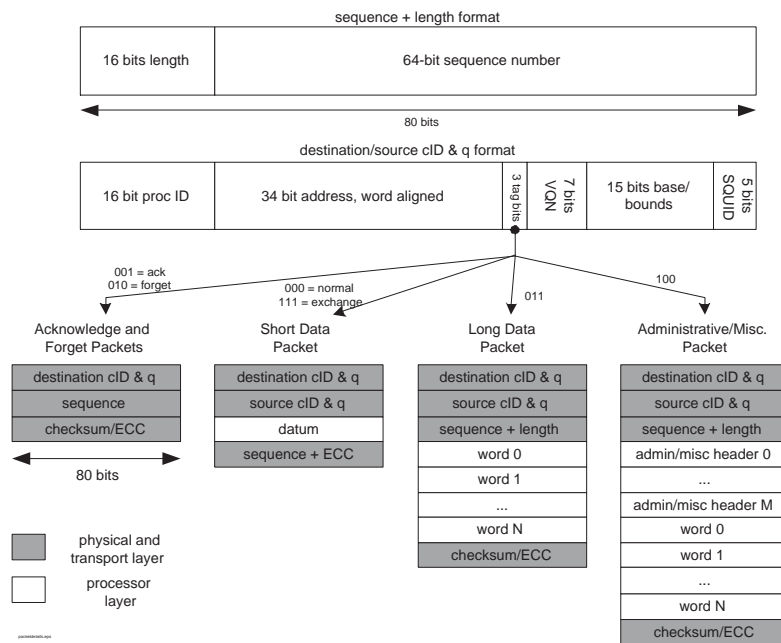 sequence + length format
16 bits length
64-bit sequence number
80 bits
destination/source cID & q format
16 bit proc ID
34 bit address, word aligned
3 tag bits
7 bits
VQN
15 bits base/
bounds
5 bits
SQUID
001 = ack
010 = forget
000 = normal
111 = exchange
011
100
Acknowledge and
Forget Packets
destination cID & q
sequence
checksum/ECC
80 bits
Short Data
Packet
destination cID & q
source cID & q
datum
sequence + ECC
Long Data
Packet
destination cID & q
source cID & q
sequence + length
word 0
word 1
...
word N
checksum/ECC
Administrative/Misc.
Packet
destination cID & q
source cID & q
sequence + length
admin/misc header 0
...
admin/misc header M
word 0
word 1
...
word N
checksum/ECC
physical and
transport layer
processor
layer
packetdetails.eps